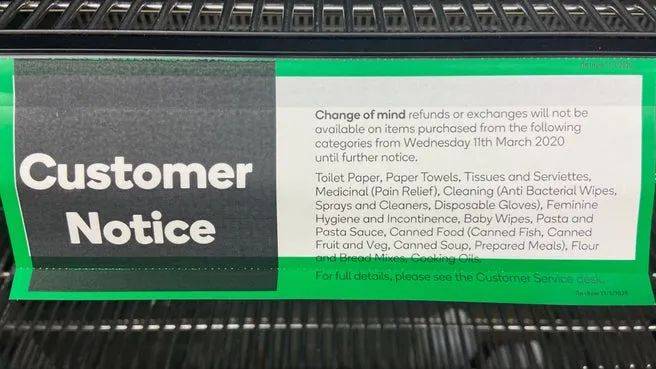 Customer
Notice
Change of mind refunds or exchanges will not be
available on items purchased from the following
categories from Wednesday 11th March 2020
until further notice.
Toilet Paper, Paper Towels, Tissues and Serviettes,
Medicinal (Pain Relief), Cleaning (Anti Bacterial Wipes,
Sprays and Cleaners, Disposable Gloves), Feminine
Hygiene and Incontinence, Baby Wipes, Pasta and
Pasta Sauce, Canned Food (Canned Fish, Canned
Fruit and Veg, Canned Soup, Prepared Meals), Flour
and Bread Mixes, Cooking Oils.
For full details, please see the Customer Service desk.